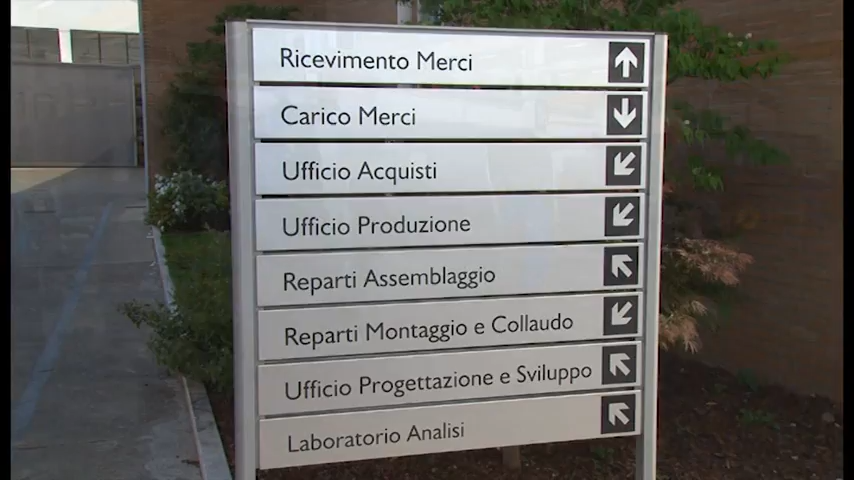 Ricevimento Merci
Carico Merci
Ufficio Acquisti
Ufficio Produzione
Reparti Assemblaggio
Reparti Montaggio e Collaudo
Ufficio Progettazione e Sviluppo
Laboratorio Analisi